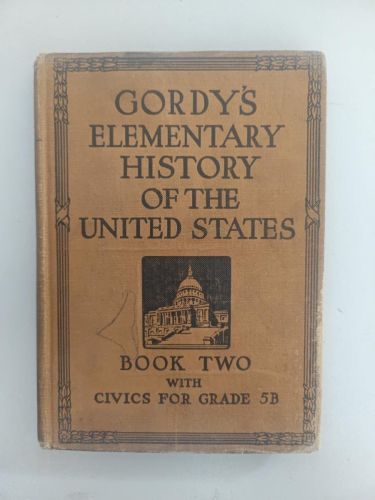 GORDY'S
ELEMENTARY
HISTORY
OF THE
UNITED STATES
BOOK TWO
WITH
CIVICS FOR GRADE 5B